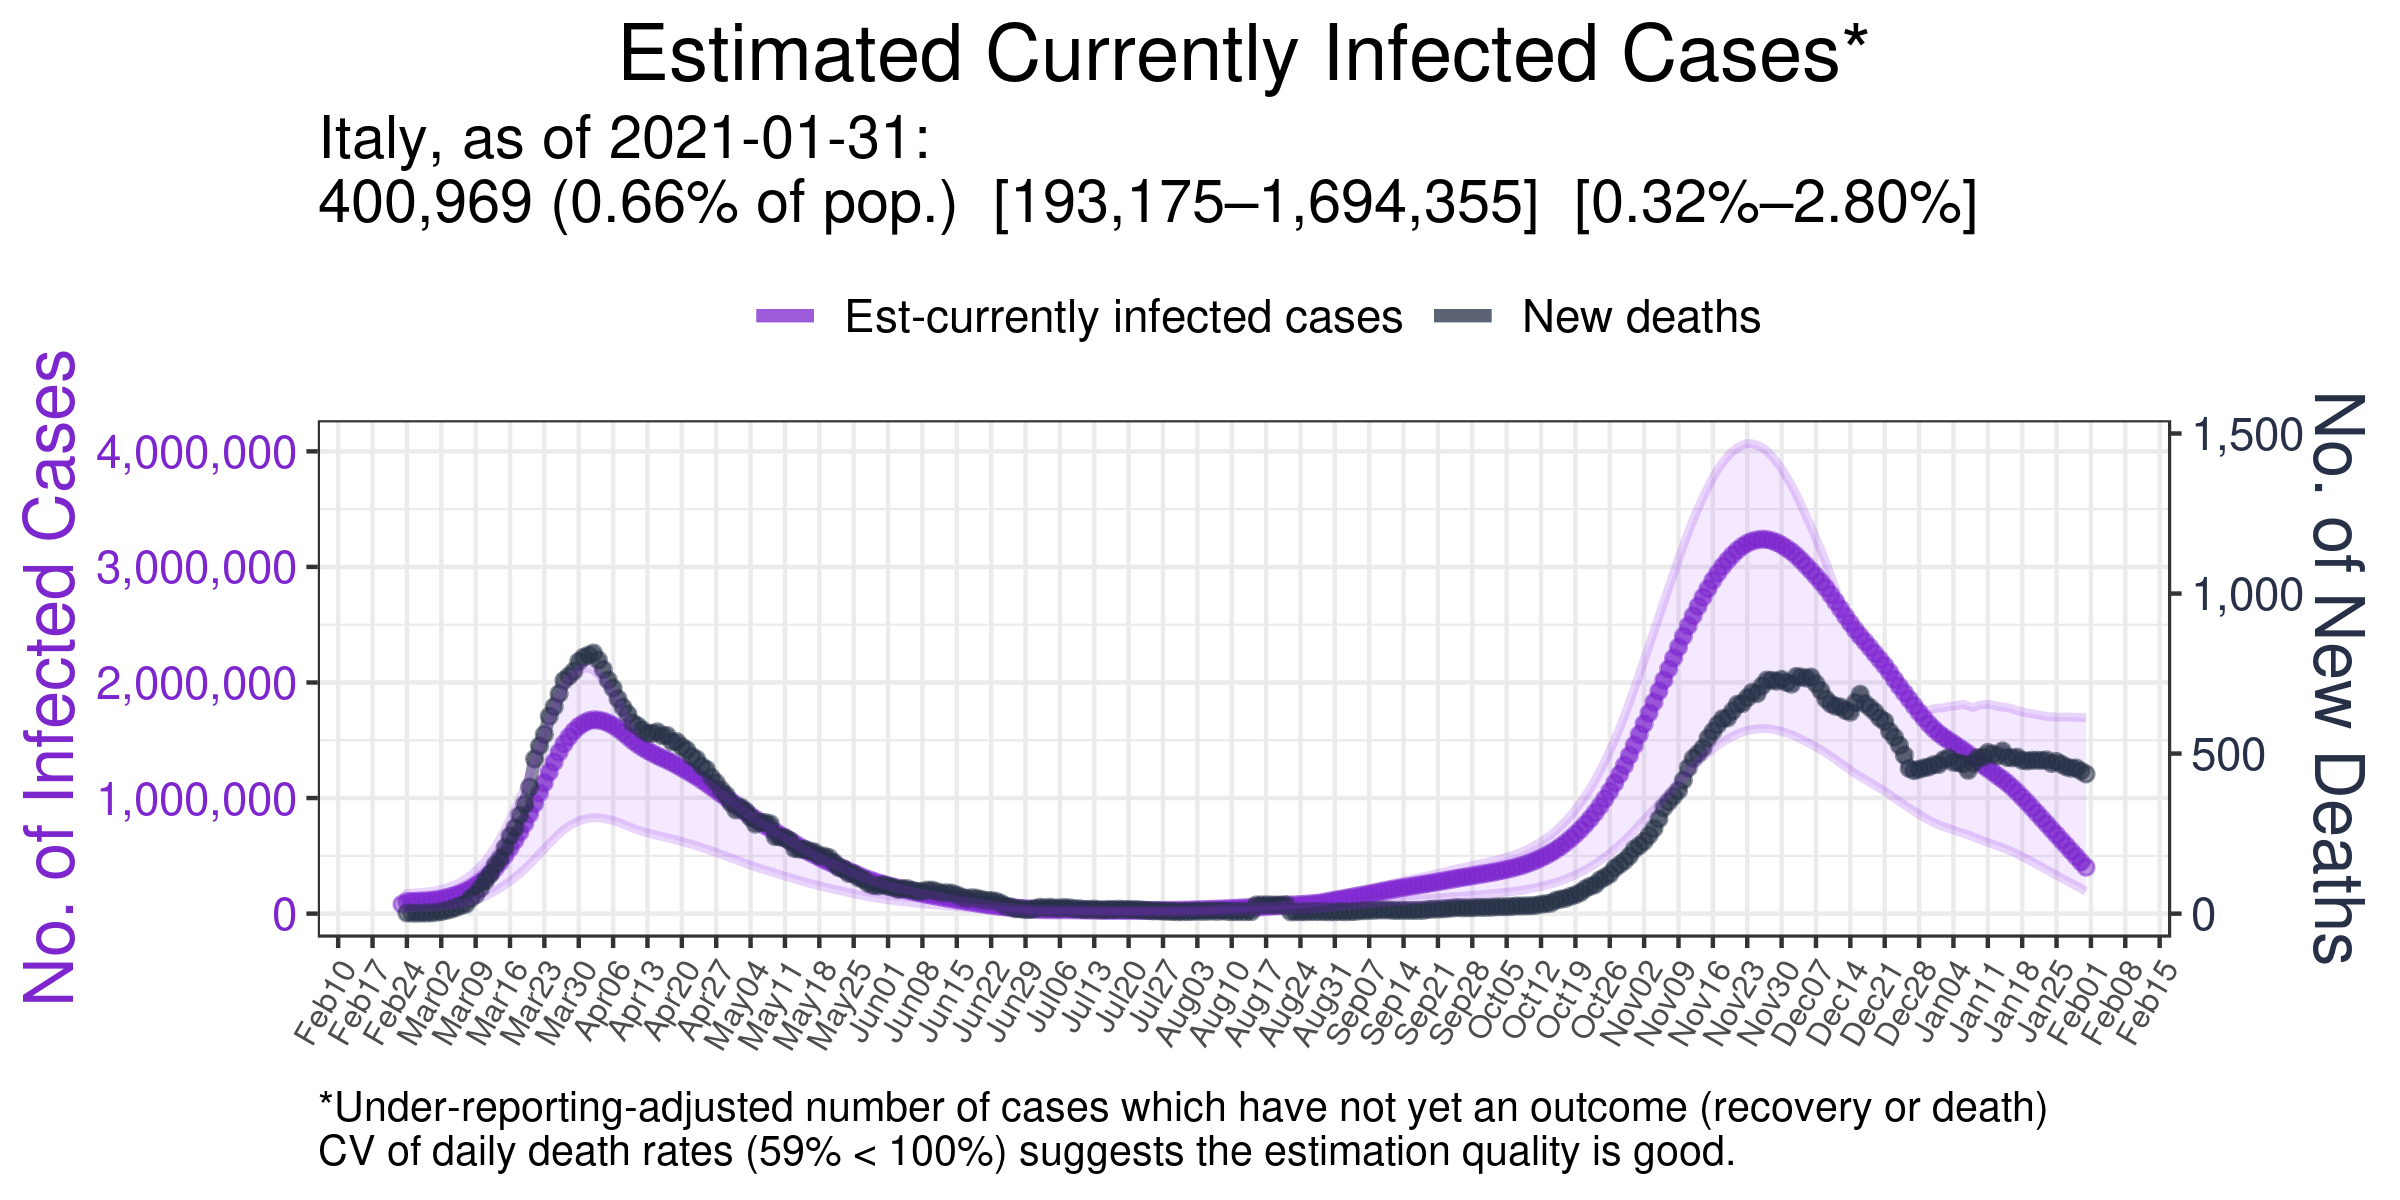 Estimated Currently Infected Cases*
Italy, as of 2021-01-31:
400,969 (0.66% of pop.) [193,175–1,694,355] [0.32%–2.80%]
Est-currently infected cases
New deaths
No. of Infected Cases
4,000,000
3,000,000
2,000,000
1,000,000
0
1,500
1,000
500
0
No. of New Deaths
Feb10
Feb17
Feb24
Mar02
Mar09
Mar16
Mar23
Mar30
Apr06
Apr13
Apr20
Apr27
May04
May11
May18
May25
Jun01
Jun08
Jun15
Jun22
Jun29
Jul06
Jul13
Jul20
Jul27
Aug03
Aug10
Aug17
Aug24
Aug31
Sep07
Sep14
Sep21
Sep28
Oct05
Oct12
Oct19
Oct26
Nov02
Nov09
Nov16
Nov23
Nov30
Dec07
Dec14
Dec21
Dec28
Jan04
Jan11
Jan18
Jan25
Feb01
Feb08
Feb15
*Under-reporting-adjusted number of cases which have not yet an outcome (recovery or death)
CV of daily death rates (59% < 100%) suggests the estimation quality is good.